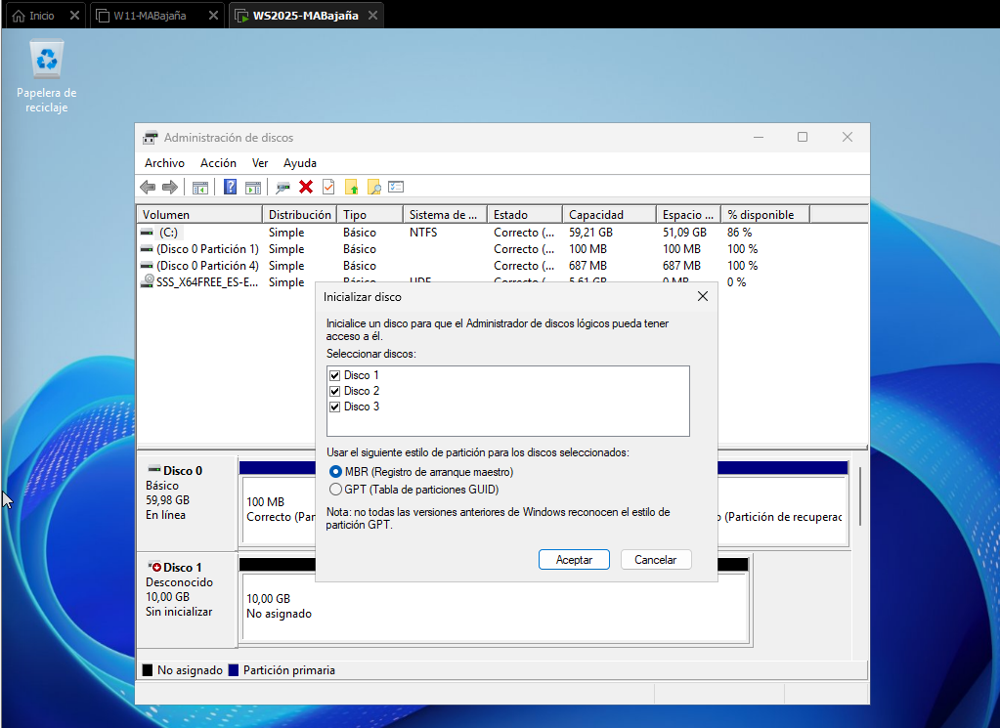 Inicio
W11-MABajaña
WS2025-MABajaña
Papelera de
reciclaje
Administración de discos
Archivo Acción Ver Ayuda
Volumen Distribución Tipo Sistema de ... Estado Capacidad Espacio ... % disponible
(C:) Simple Básico NTFS Correcto (... 59,21 GB 51,09 GB 86 %
(Disco 0 Partición 1) Simple Básico Correcto (... 100 MB 100 MB 100 %
(Disco 0 Partición 4) Simple Básico Correcto (... 687 MB 687 MB 100 %
SSS_X64FREE_ES-E... Simple Básico UDF Correcto (... 5,61 GB 0 MB 0 %
Inicializar disco
Inicialice un disco para que el Administrador de discos lógicos pueda tener
acceso a él.
Seleccionar discos:
Disco 1
Disco 2
Disco 3
Usar el siguiente estilo de partición para los discos seleccionados:
MBR (Registro de arranque maestro)
GPT (Tabla de particiones GUID)
Nota: no todas las versiones anteriores de Windows reconocen el estilo de
partición GPT.
Aceptar Cancelar
Disco 0
Básico
59,98 GB
En línea
100 MB
Correcto (Par
(Partición de recuperac
Disco 1
Desconocido
10,00 GB
Sin inicializar
10,00 GB
No asignado
No asignado Partición primaria